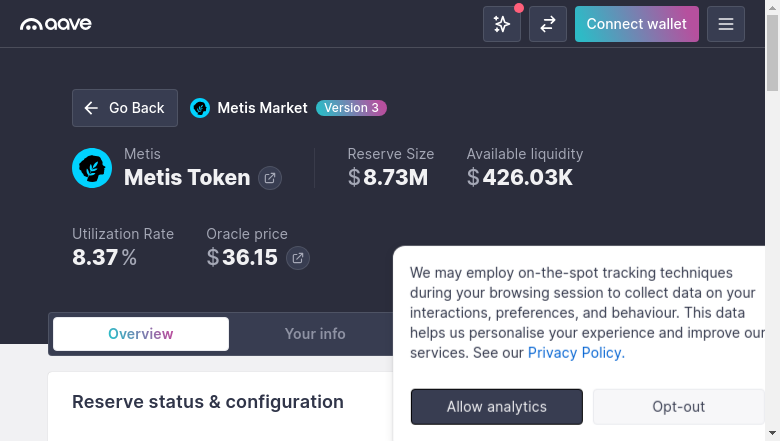 aave
Connect wallet
Go Back
Metis Market
Version 3
Metis
Metis Token
Reserve Size
$8.73M
Available liquidity
$426.03K
Utilization Rate
8.37%
Oracle price
$36.15
Overview
Your info
Reserve status & configuration
We may employ on-the-spot tracking techniques
during your browsing session to collect data on your
interactions, preferences, and behaviour. This data
helps us personalise your experience and improve our
services. See our Privacy Policy.
Allow analytics
Opt-out